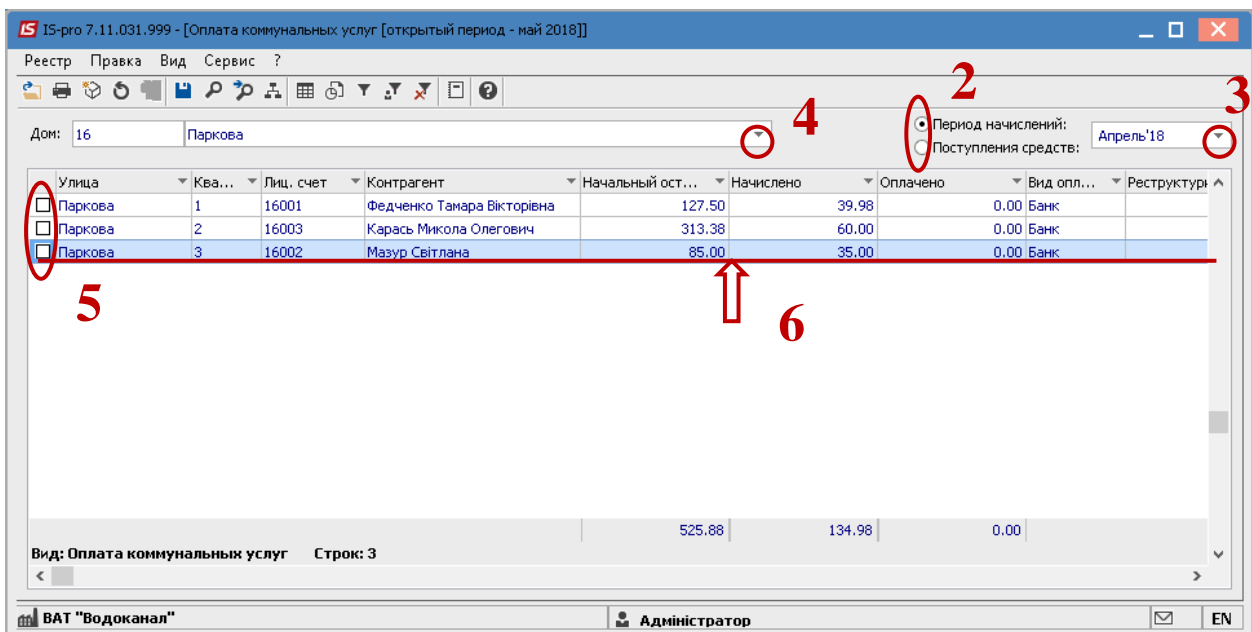 IS-pro 7.11.031.999 - [Оплата коммунальных услуг [открытый период - май 2018]]
Реестр Правка Вид Сервис ?
2
3
Дом: 16 Паркова
4
Период начислений:
Поступления средств:
Апрель'18
Улица Ква... Лиц. счет Контрагент Начальный ост... Начислено Оплачено Вид опл... Реструктури
Паркова 1 16001 Федченко Тамара Вікторівна 127.50 39.98 0.00 Банк
Паркова 2 16003 Карась Микола Олегович 313.38 60.00 0.00 Банк
Паркова 3 16002 Мазур Світлана 85.00 35.00 0.00 Банк
5
6
525.88 134.98 0.00
Вид: Оплата коммунальных услуг Строк: 3
ВАТ "Водоканал" Адміністратор EN